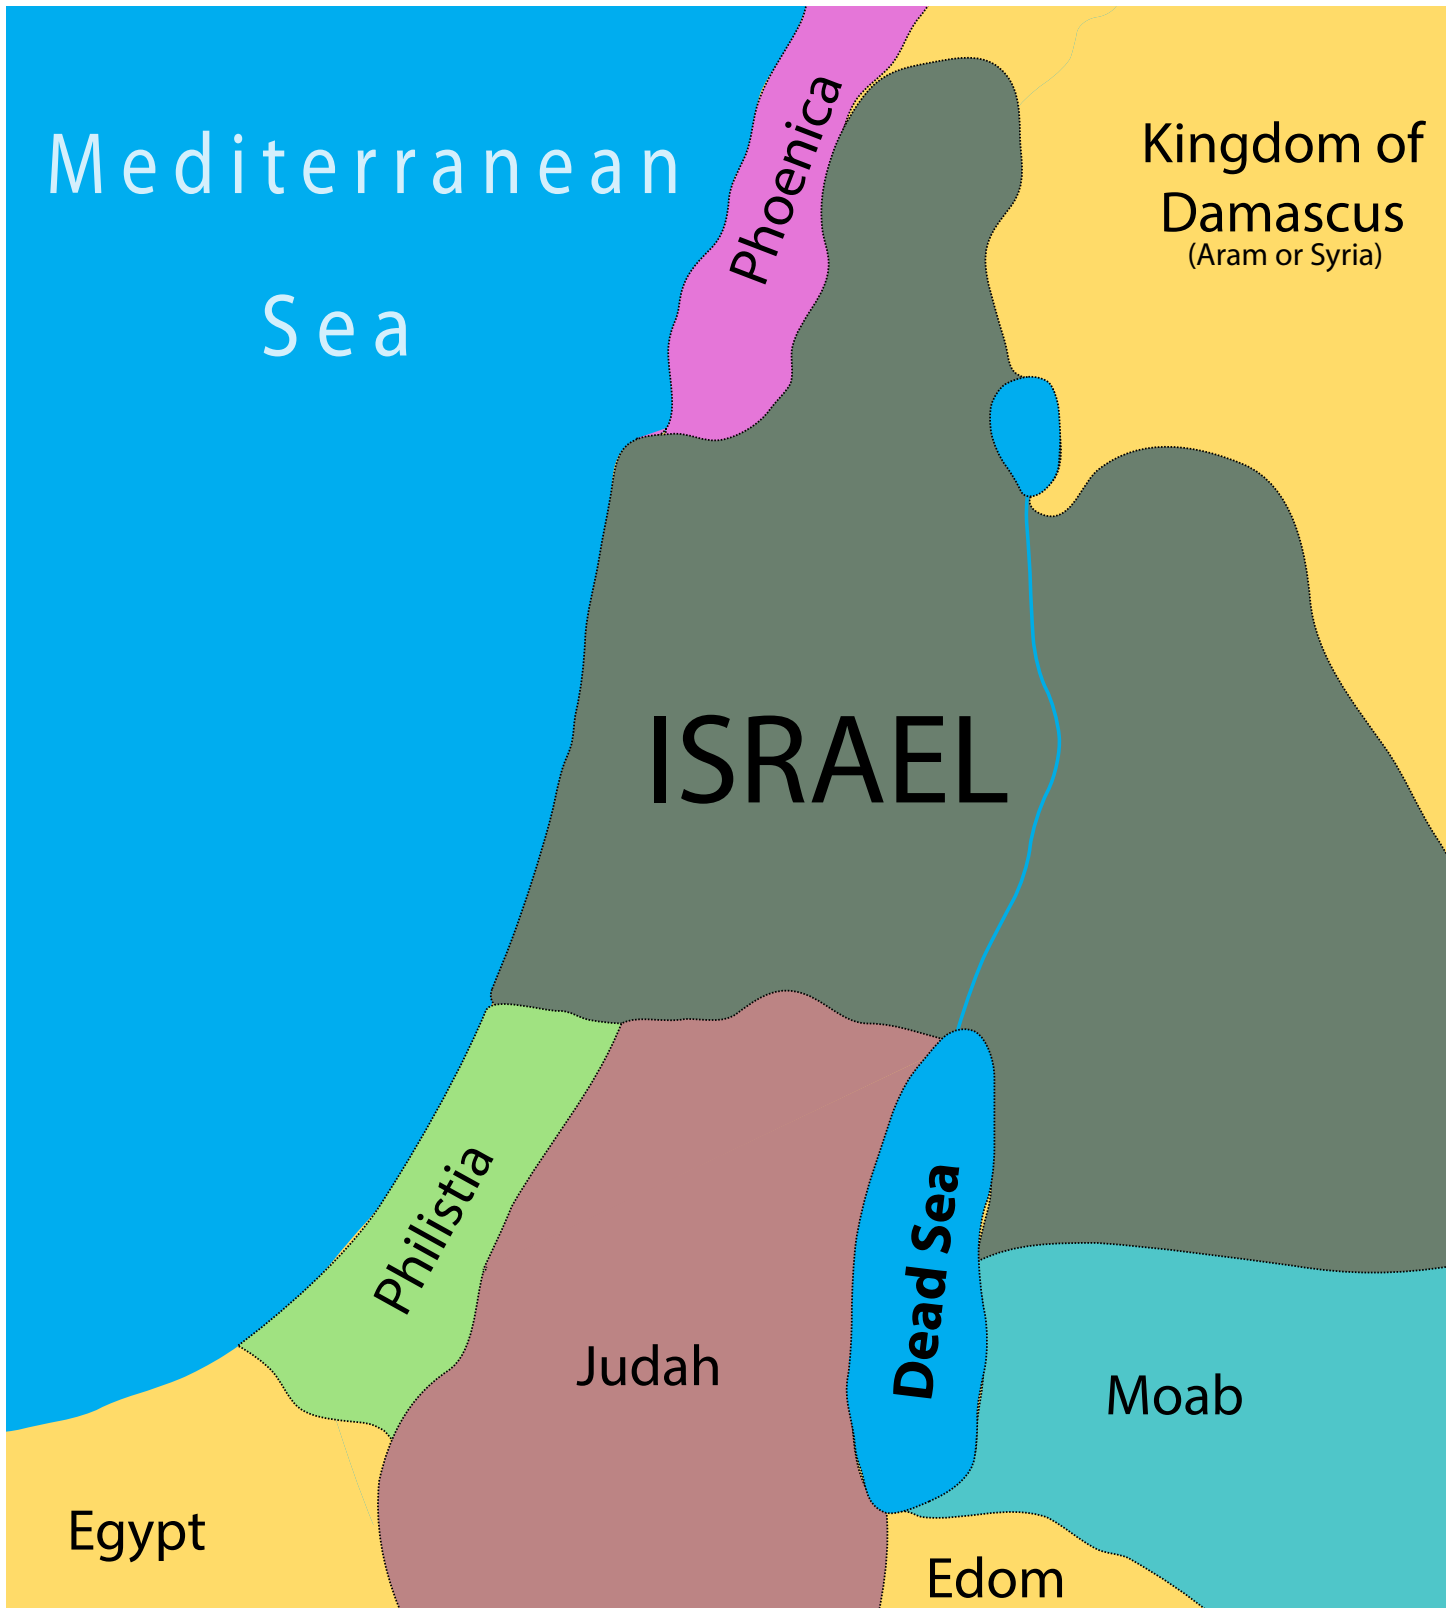 Mediterranean
Sea
Phoenica
Kingdom of
Damascus
(Aram or Syria)
ISRAEL
Philistia
Judah
Dead Sea
Moab
Egypt
Edom